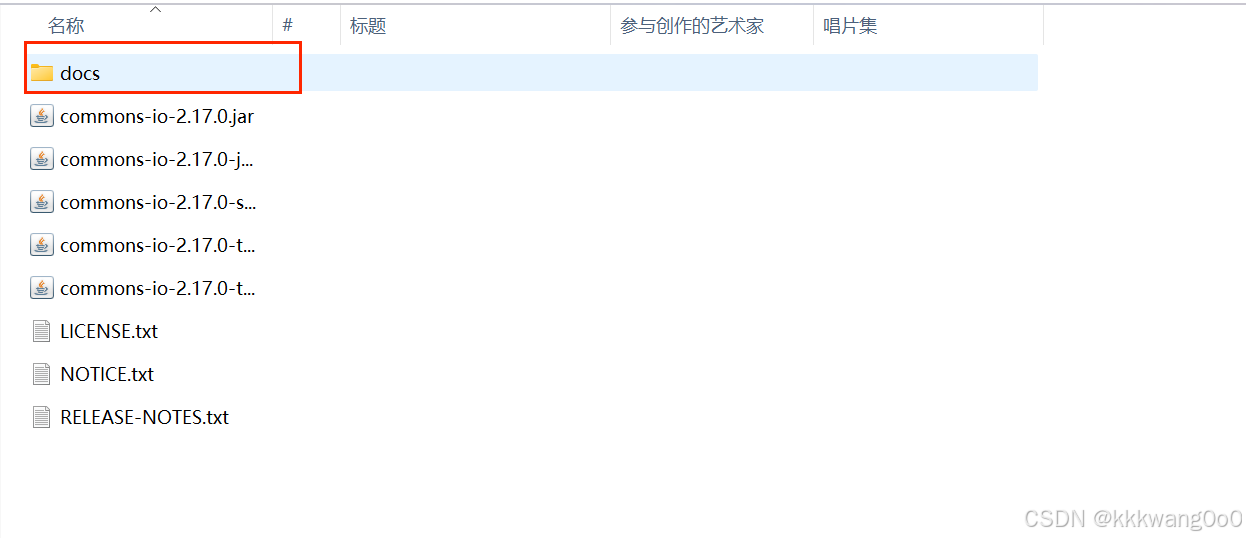 名称 # 标题 参与创作的艺术家 唱片集
docs
commons-io-2.17.0.jar
commons-io-2.17.0-j...
commons-io-2.17.0-s...
commons-io-2.17.0-t...
commons-io-2.17.0-t...
LICENSE.txt
NOTICE.txt
RELEASE-NOTES.txt
CSDN @kkkwang0o0